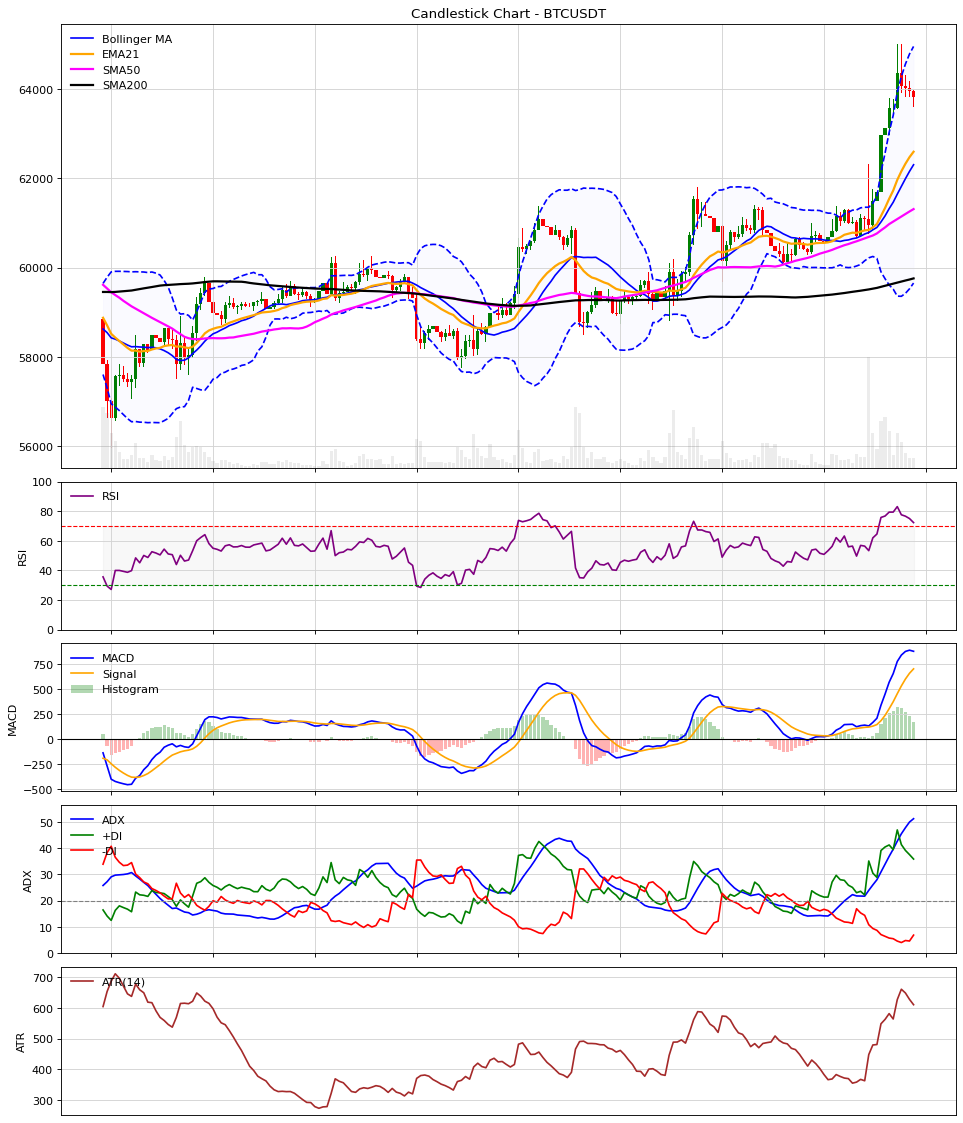 Candlestick Chart - BTCUSDT
Bollinger MA
EMA21
SMA50
SMA200
64000
62000
60000
58000
56000
RSI
100
80
60
40
20
0
RSI
MACD
Signal
Histogram
750
500
250
0
−250
−500
MACD
ADX
+DI
-DI
50
40
30
20
10
0
ADX
ATR(14)
700
600
500
400
300
ATR